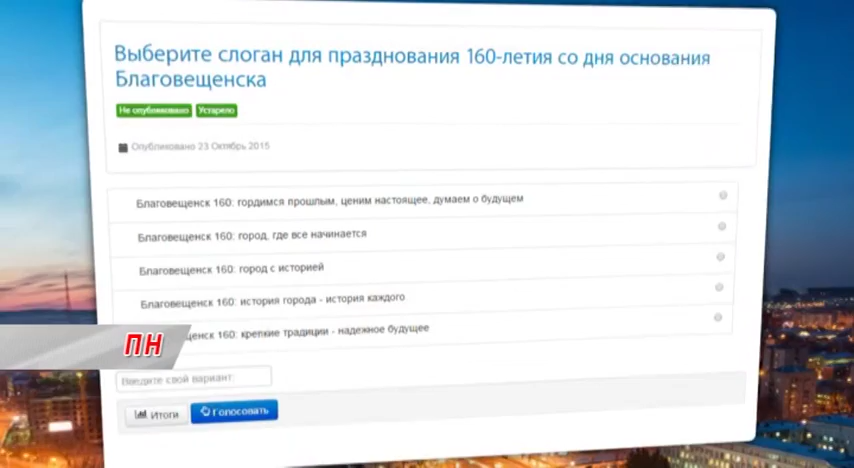 Выберите слоган для празднования 160-летия со дня основания
Благовещенска
Не опубликовано Устарело
Опубликовано 23 Октябрь 2015
Благовещенск 160: гордимся прошлым, ценим настоящее, думаем о будущем
Благовещенск 160: город, где все начинается
Благовещенск 160: город с историей
Благовещенск 160: история города - история каждого
щенск 160: крепкие традиции - надежное будущее
ПН
Введите свой вариант
Итоги Голосовать